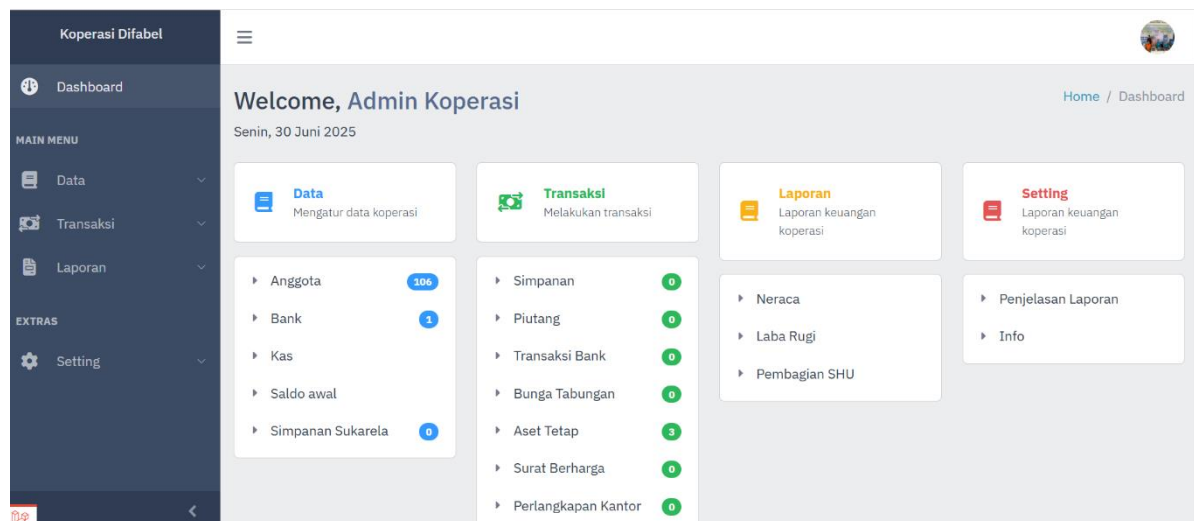 Koperasi Difabel
Dashboard
MAIN MENU
Data
Transaksi
Laporan
EXTRAS
Setting
Welcome, Admin Koperasi
Home / Dashboard
Senin, 30 Juni 2025
Data
Mengatur data koperasi
Anggota 106
Bank 1
Kas
Saldo awal
Simpanan Sukarela 0
Transaksi
Melakukan transaksi
Simpanan 0
Piutang 0
Transaksi Bank 0
Bunga Tabungan 0
Aset Tetap 3
Surat Berharga 0
Perlangkapan Kantor 0
Laporan
Laporan keuangan
koperasi
Neraca
Laba Rugi
Pembagian SHU
Setting
Laporan keuangan
koperasi
Penjelasan Laporan
Info